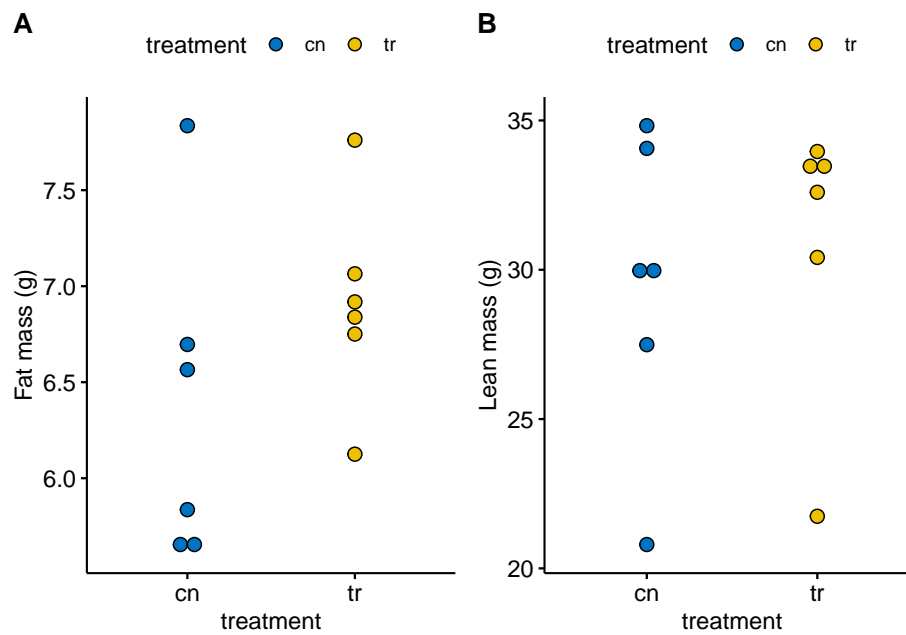 A
treatment cn tr
Fat mass (g)
7.5
7.0
6.5
6.0
cn tr
treatment
B
treatment cn tr
Lean mass (g)
35
30
25
20
cn tr
treatment